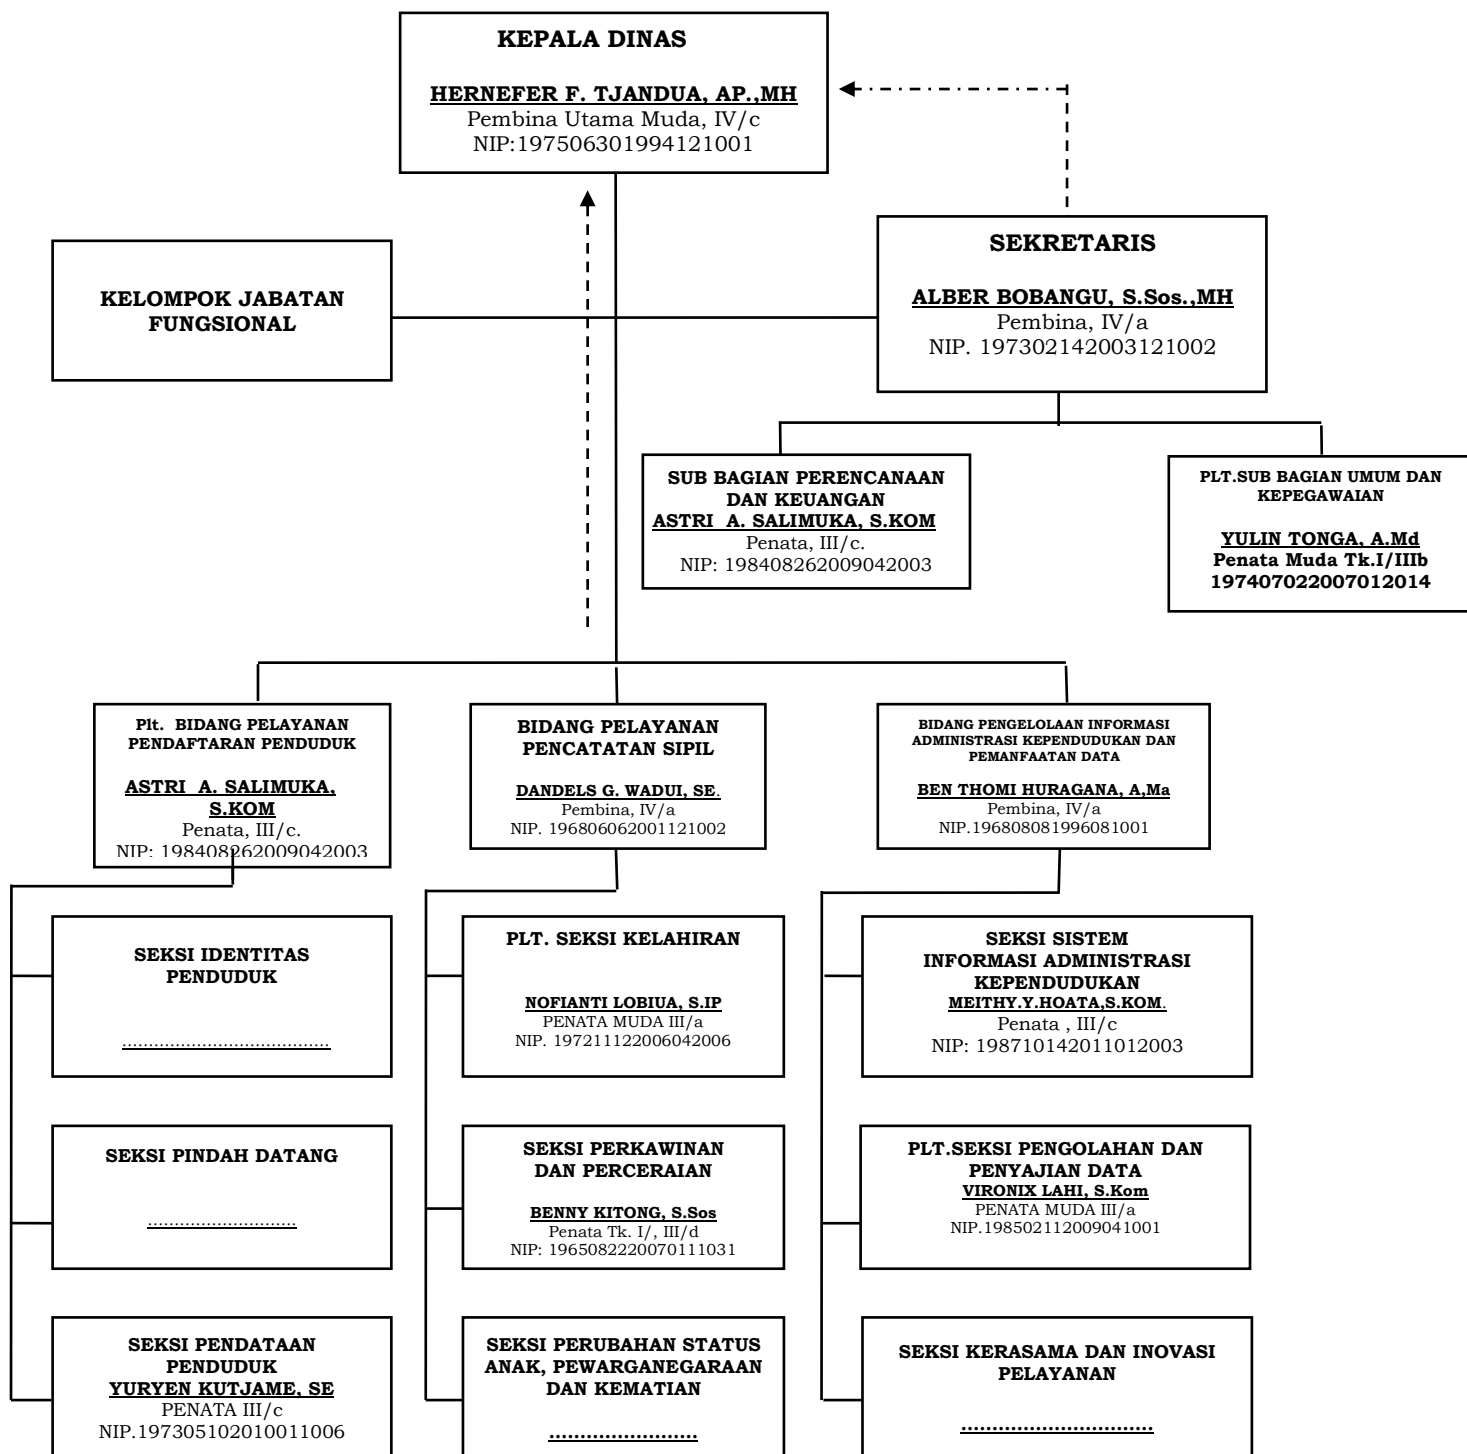 KEPALA DINAS
HERNEFER F. TJANDUA, AP.,MH
Pembina Utama Muda, IV/c
NIP:197506301994121001
SEKRETARIS
ALBER BOBANGU, S.Sos.,MH
Pembina, IV/a
NIP. 197302142003121002
KELOMPOK JABATAN
FUNGSIONAL
SUB BAGIAN PERENCANAAN
DAN KEUANGAN
ASTRI  A. SALIMUKA, S.KOM
Penata, III/c.
NIP: 198408262009042003
PLT.SUB BAGIAN UMUM DAN
KEPEGAWAIAN
YULIN TONGA, A.Md
Penata Muda Tk.I/IIIb
197407022007012014
Plt.  BIDANG PELAYANAN
PENDAFTARAN PENDUDUK
ASTRI  A. SALIMUKA,
S.KOM
Penata, III/c.
NIP: 198408262009042003
BIDANG PELAYANAN
PENCATATAN SIPIL
DANDELS G. WADUI, SE.
Pembina, IV/a
NIP. 196806062001121002
BIDANG PENGELOLAAN INFORMASI
ADMINISTRASI KEPENDUDUKAN DAN
PEMANFAATAN DATA
BEN THOMI HURAGANA, A,Ma
Pembina, IV/a
NIP.196808081996081001
SEKSI IDENTITAS
PENDUDUK
.......................................
PLT. SEKSI KELAHIRAN
NOFIANTI LOBIUA, S.IP
PENATA MUDA III/a
NIP. 197211122006042006
SEKSI SISTEM
INFORMASI ADMINISTRASI
KEPENDUDUKAN
MEITHY.Y.HOATA,S.KOM.
Penata , III/c
NIP: 198710142011012003
SEKSI PINDAH DATANG
............................
SEKSI PERKAWINAN
DAN PERCERAIAN
BENNY KITONG, S.Sos
Penata Tk. I/, III/d
NIP: 1965082220070111031
PLT.SEKSI PENGOLAHAN DAN
PENYAJIAN DATA
VIRONIX LAHI, S.Kom
PENATA MUDA III/a
NIP.198502112009041001
SEKSI PENDATAAN
PENDUDUK
YURYEN KUTJAME, SE
PENATA III/c
NIP.197305102010011006
SEKSI PERUBAHAN STATUS
ANAK, PEWARGANEGARAAN
DAN KEMATIAN
........................
SEKSI KERASAMA DAN INOVASI
PELAYANAN
...............................